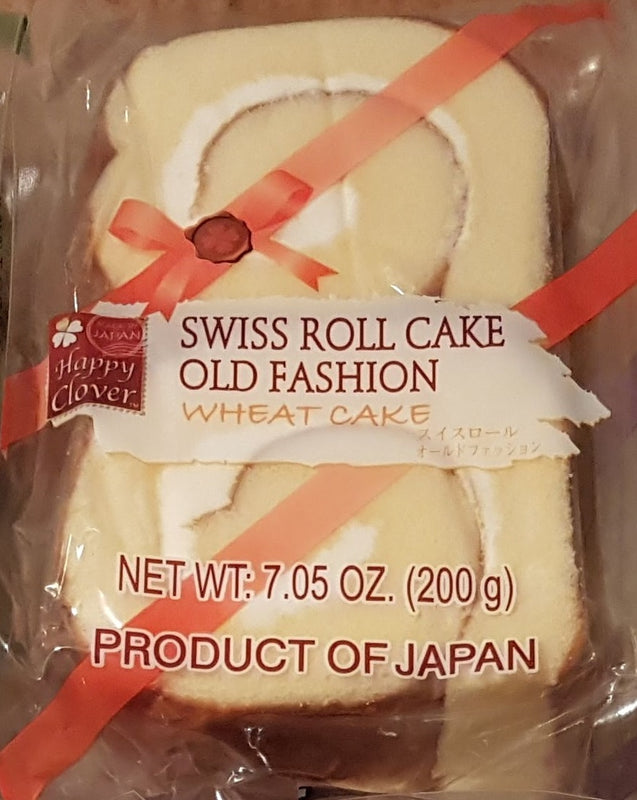 SWISS ROLL CAKE
OLD FASHION
WHEAT CAKE
スイスロール
オールドファッション
JAPAN
Happy
Clover
NET WT: 7.05 OZ. (200 g)
PRODUCT OF JAPAN